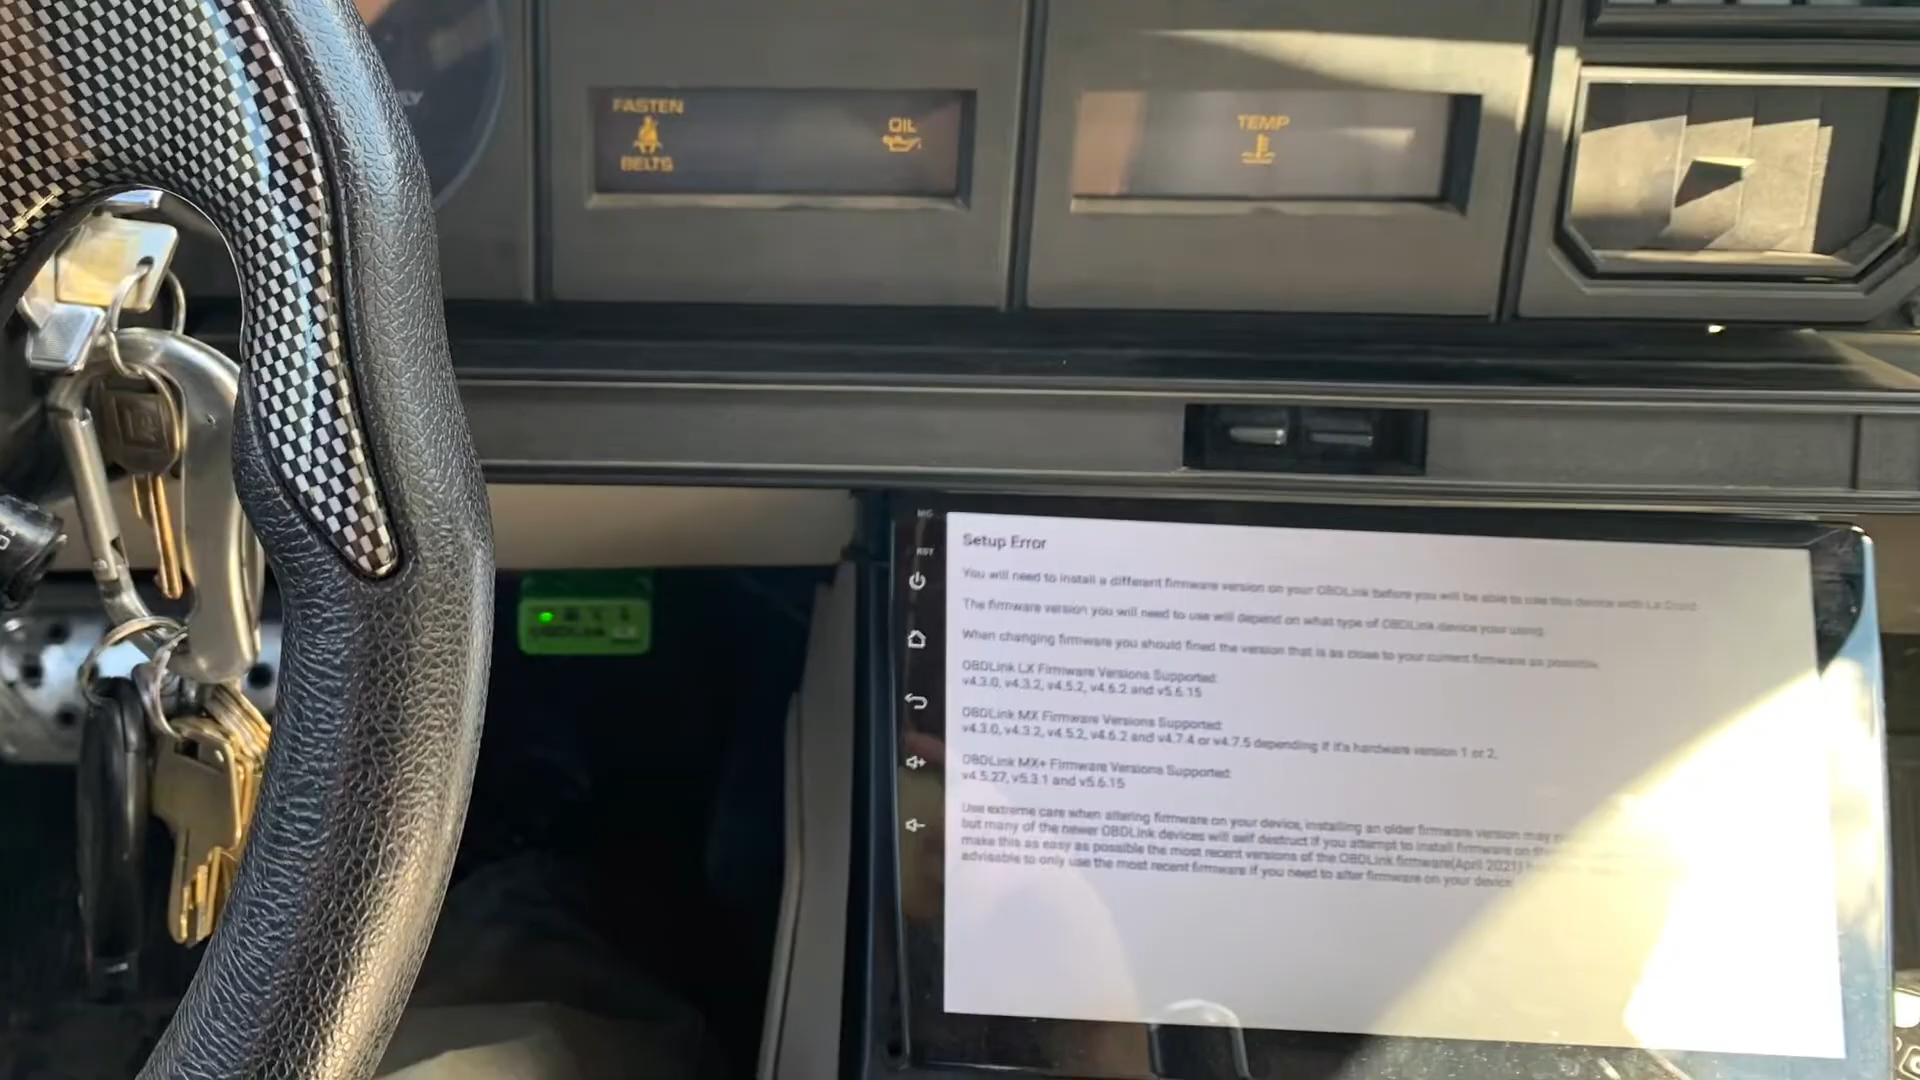 FASTEN
BELTS
OIL
TEMP
RST
Setup Error
You will need to install a different firmware version on your OBDLink before you will be able to use this device with La Croid
The firmware version you will need to use will depend on what type of OBDLink device your using.
When changing firmware you should fined the version that is as close to your current firmware as possible.
OBDLink LX Firmware Versions Supported:
v4.3.0, v4.3.2, v4.5.2, v4.6.2 and v5.6.15
OBDLink MX Firmware Versions Supported:
v4.3.0, v4.3.2, v4.5.2, v4.6.2 and v4.7.4 or v4.7.5 depending if it's hardware version 1 or 2.
OBDLink MX+ Firmware Versions Supported:
v4.5.27, v5.3.1 and v5.6.15
Use extreme care when altering firmware on your device, installing an older firmware version may
but many of the newer OBDLink devices will self destruct if you attempt to install firmware on
make this as easy as possible the most recent versions of the OBDLink firmware(April 2021)
advisable to only use the most recent firmware if you need to alter firmware on your device.
OBDLink